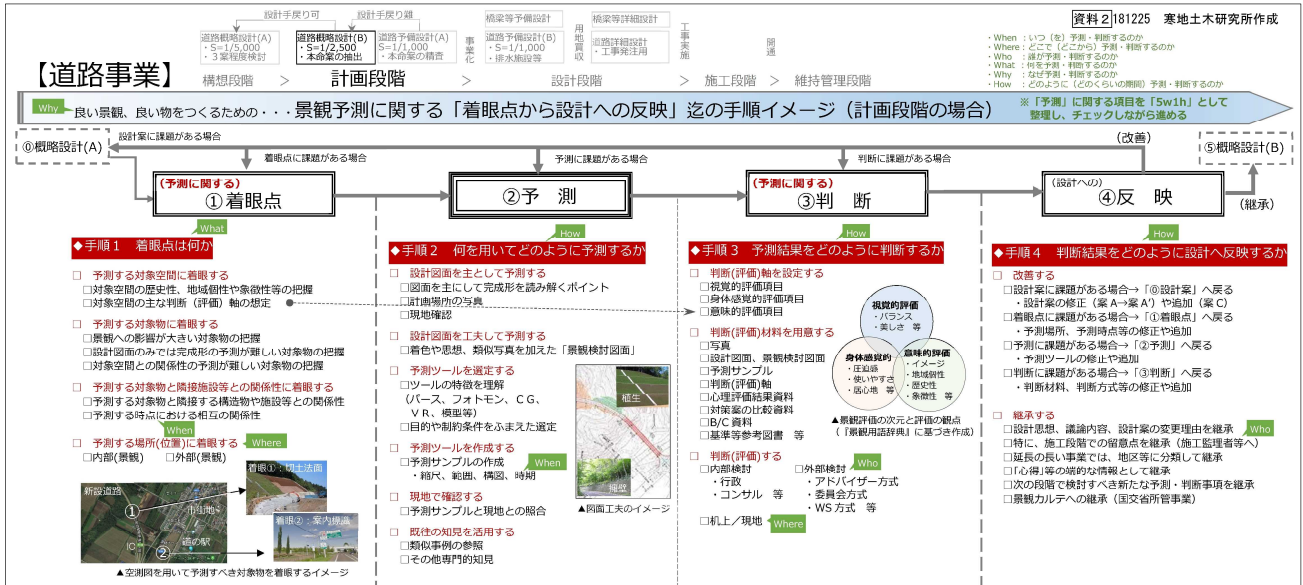 設計手戻り可
設計手戻り難
道路概略設計(A)
・S=1/5,000
・3案程度検討
道路概略設計(B)
・S=1/2,500
・本命案の抽出
道路予備設計(A)
・S=1/1,000
・本命案の精査
事業化
橋梁等予備設計
道路予備設計(B)
・S=1/1,000
・排水施設等
用地買収
橋梁等詳細設計
道路詳細設計
・工事発注用
工事実施
開通
資料2 181225 寒地土木研究所作成
・When : いつ(を)予測・判断するのか
・Where : どこで(どこから)予測・判断するのか
・Who : 誰が予測・判断するのか
・What : 何を予測・判断するのか
・Why : なぜ予測・判断するのか
・How : どのように(どのくらいの期間)予測・判断するのか
【道路事業】
構想段階 > 計画段階 > 設計段階 > 施工段階 > 維持管理段階
Why 良い景観、良い物をつくるための・・・景観予測に関する「着眼点から設計への反映」迄の手順イメージ(計画段階の場合)
※「予測」に関する項目を「5w1h」として
整理し、チェックしながら進める
⓪概略設計(A)
設計案に課題がある場合
着眼点に課題がある場合
予測に課題がある場合
判断に課題がある場合
(改善)
⑤概略設計(B)
(継承)
(予測に関する)
①着眼点
②予 測
(予測に関する)
③判 断
(設計への)
④反 映
What
◆手順1 着眼点は何か
□ 予測する対象空間に着眼する
□対象空間の歴史性、地域個性や象徴性等の把握
□対象空間の主な判断(評価)軸の想定
□ 予測する対象物に着眼する
□景観への影響が大きい対象物の把握
□設計図面のみでは完成形の予測が難しい対象物の把握
□対象空間との関係性の予測が難しい対象物の把握
□ 予測する対象物と隣接施設等との関係性に着眼する
□予測する対象物と隣接する構造物や施設等との関係性
□予測する時点における相互の関係性
When
□ 予測する場所(位置)に着眼する
Where
□内部(景観) □外部(景観)
新設道路
①
市街地
IC
②
道の駅
着眼①:切土法面
着眼②:案内標識
▲空測図を用いて予測すべき対象物を着眼するイメージ
How
◆手順2 何を用いてどのように予測するか
□ 設計図面を主として予測する
□図面を主にして完成形を読み解くポイント
□計画場所の写真
□現地確認
□ 設計図面を工夫して予測する
□着色や思想、類似写真を加えた「景観検討図面」
□ 予測ツールを選定する
□ツールの特徴を理解
(パース、フォトモン、CG、
VR、模型等)
□目的や制約条件をふまえた選定
□ 予測ツールを作成する
□予測サンプルの作成
When
・縮尺、範囲、構図、時期
□ 現地で確認する
□予測サンプルと現地との照合
□ 既往の知見を活用する
□類似事例の参照
□その他専門的知見
植生
擁壁
▲図面工夫のイメージ
How
◆手順3 予測結果をどのように判断するか
□ 判断(評価)軸を設定する
□視覚的評価項目
□身体感覚的評価項目
□意味的評価項目
□ 判断(評価)材料を用意する
□写真
□設計図面、景観検討図面
□予測サンプル
□判断(評価)軸
□心理評価結果資料
□対策案の比較資料
□B/C資料
□基準等参考図書 等
□ 判断(評価)する
□内部検討
・行政
・コンサル 等
□外部検討
Who
・アドバイザー方式
・委員会方式
・WS方式 等
□机上/現地
Where
視覚的評価
・バランス
・美しさ 等
身体感覚的
・圧迫感
・使いやすさ
・居心地 等
意味的評価
・イメージ
・地域個性
・歴史性
・象徴性 等
▲景観評価の次元と評価の観点
(『景観用語辞典』に基づき作成)
How
◆手順4 判断結果をどのように設計へ反映するか
□ 改善する
□設計案に課題がある場合→「⓪設計案」へ戻る
・設計案の修正(案A→案A’)や追加(案C)
□着眼点に課題がある場合→「①着眼点」へ戻る
・予測場所、予測時点等の修正や追加
□予測に課題がある場合→「②予測」へ戻る
・予測ツールの修正や追加
□判断に課題がある場合→「③判断」へ戻る
・判断材料、判断方式等の修正や追加
□ 継承する
□設計思想、議論内容、設計案の変更理由を継承
Who
□特に、施工段階での留意点を継承(施工監理者等へ)
□延長の長い事業では、地区等に分類して継承
□「心得」等の端的な情報として継承
□次の段階で検討すべき新たな予測・判断事項を継承
□景観カルテへの継承(国交省所管事業)